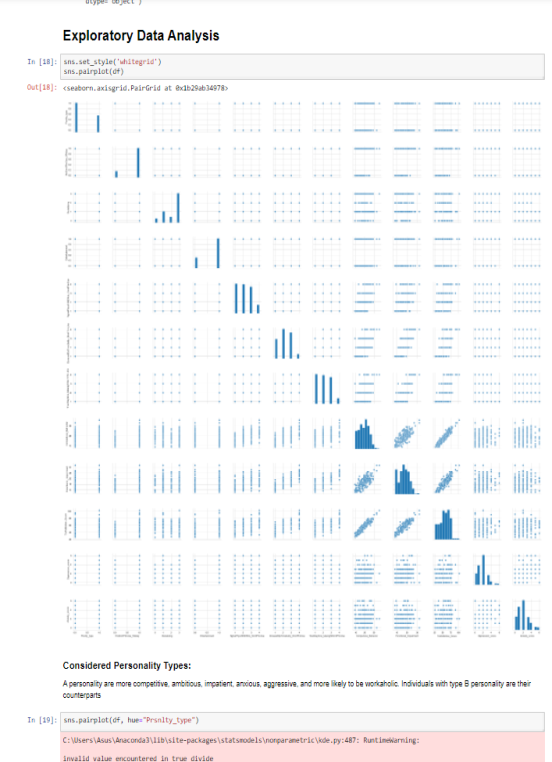 dtype='object')
Exploratory Data Analysis
In [18]: sns.set_style('whitegrid')
sns.pairplot(df)
Out[18]: <seaborn.axisgrid.PairGrid at 0x1b29ab34978>
Considered Personality Types:
A personality are more competitive, ambitious, impatient, anxious, aggressive, and more likely to be workaholic. Individuals with type B personality are their
counterparts
In [19]: sns.pairplot(df, hue="Prsnlty_type")
C:\Users\Asus\Anaconda3\lib\site-packages\statsmodels\nonparametric\kde.py:487: RuntimeWarning:
invalid value encountered in true_divide